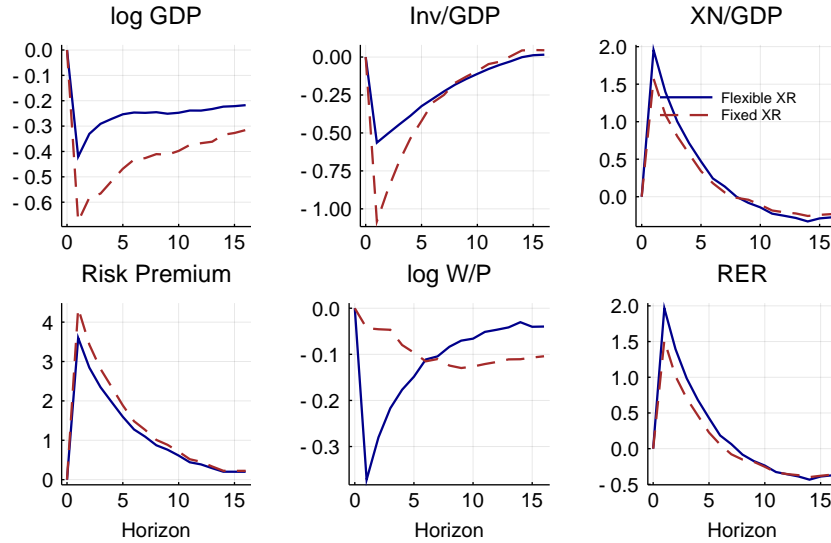 log GDP
0.0
- 0.1
- 0.2
- 0.3
- 0.4
- 0.5
- 0.6
0 5 10 15
Inv/GDP
0.00
- 0.25
- 0.50
- 0.75
- 1.00
0 5 10 15
XN/GDP
2.0
1.5
1.0
0.5
0.0
Flexible XR
Fixed XR
0 5 10 15
Risk Premium
4
3
2
1
0
0 5 10 15
Horizon
log W/P
0.0
- 0.1
- 0.2
- 0.3
0 5 10 15
Horizon
RER
2.0
1.5
1.0
0.5
0.0
- 0.5
0 5 10 15
Horizon